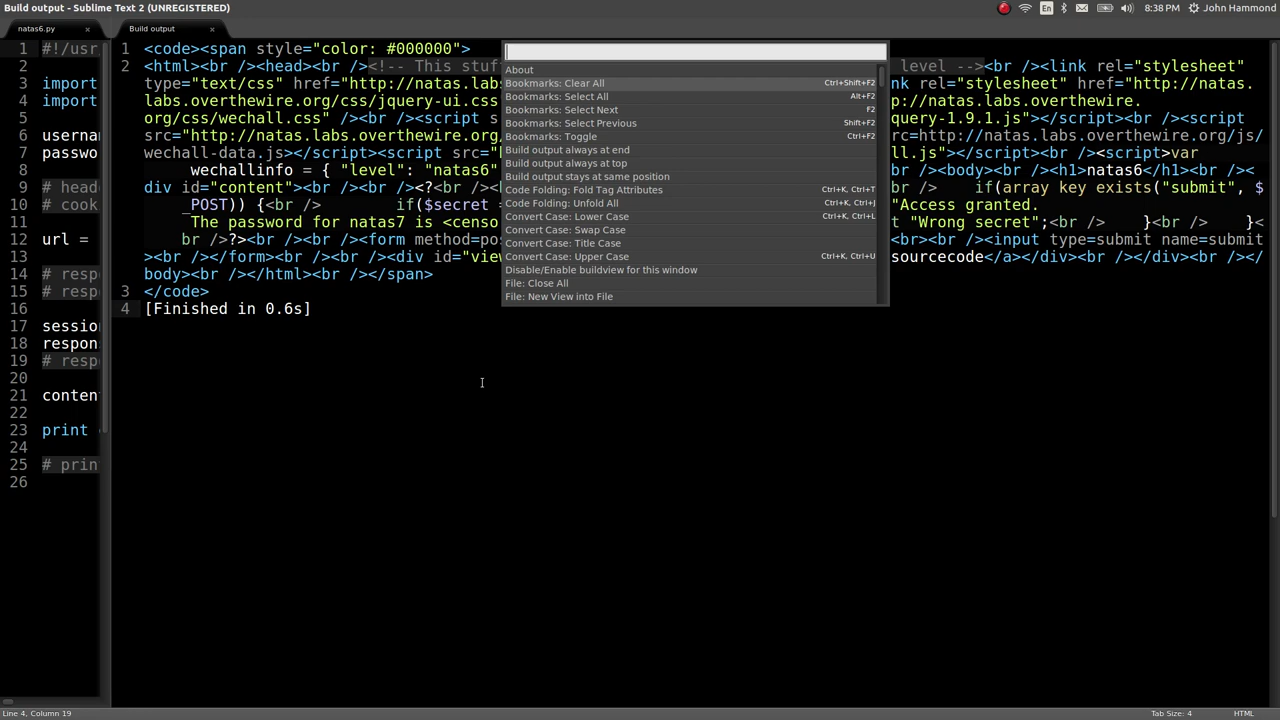 Build output - Sublime Text 2 (UNREGISTERED)
En
8:38 PM
John Hammond
natas6.py
Build output
1 #!/usr
2
3 import
4 import
5
6 userna
7 passwo
8
9 # head
10 # cook
11
12 url =
13
14 # resp
15 # resp
16
17 sessio
18 respon
19 # resp
20
21 conten
22
23 print
24
25 # prin
26
1 <code><span style="color: #000000">
2 <html><br /><head><br /><!-- This stuf level --><br /><link rel="stylesheet"
type="text/css" href="http://natas.labs nk rel="stylesheet" href="http://natas.
labs.overthewire.org/css/jquery-ui.css p://natas.labs.overthewire.
org/css/wechall.css" /><br /><script s query-1.9.1.js"></script><br /><script
src="http://natas.labs.overthewire.org/ rc=http://natas.labs.overthewire.org/js/
wechall-data.js></script><script src="h ll.js"></script><br /><script>var
wechallinfo = { "level": "natas6" br /><body><br /><h1>natas6</h1><br /><
div id="content"><br /><br /><?<br /><b r /> if(array key exists("submit", $
_POST)) { <br /> if($secret = "Access granted.
The password for natas7 is <censo t "Wrong secret";<br /> }<br /> }<
br />?><br /><br /><form method=pos <br><br /><input type=submit name=submit
><br /></form><br /><br /><div id="view sourcecode</a></div><br /></div><br /></
body><br /></html><br /></span>
3 </code>
4 [Finished in 0.6s]
About
Bookmarks: Clear All Ctrl+Shift+F2
Bookmarks: Select All Alt+F2
Bookmarks: Select Next F2
Bookmarks: Select Previous Shift+F2
Bookmarks: Toggle Ctrl+F2
Build output always at end
Build output always at top
Build output stays at same position
Code Folding: Fold Tag Attributes Ctrl+K, Ctrl+T
Code Folding: Unfold All Ctrl+K, Ctrl+J
Convert Case: Lower Case Ctrl+K, Ctrl+L
Convert Case: Swap Case
Convert Case: Title Case
Convert Case: Upper Case Ctrl+K, Ctrl+U
Disable/Enable buildview for this window
File: Close All
File: New View into File
Line 4, Column 19
Tab Size: 4
HTML